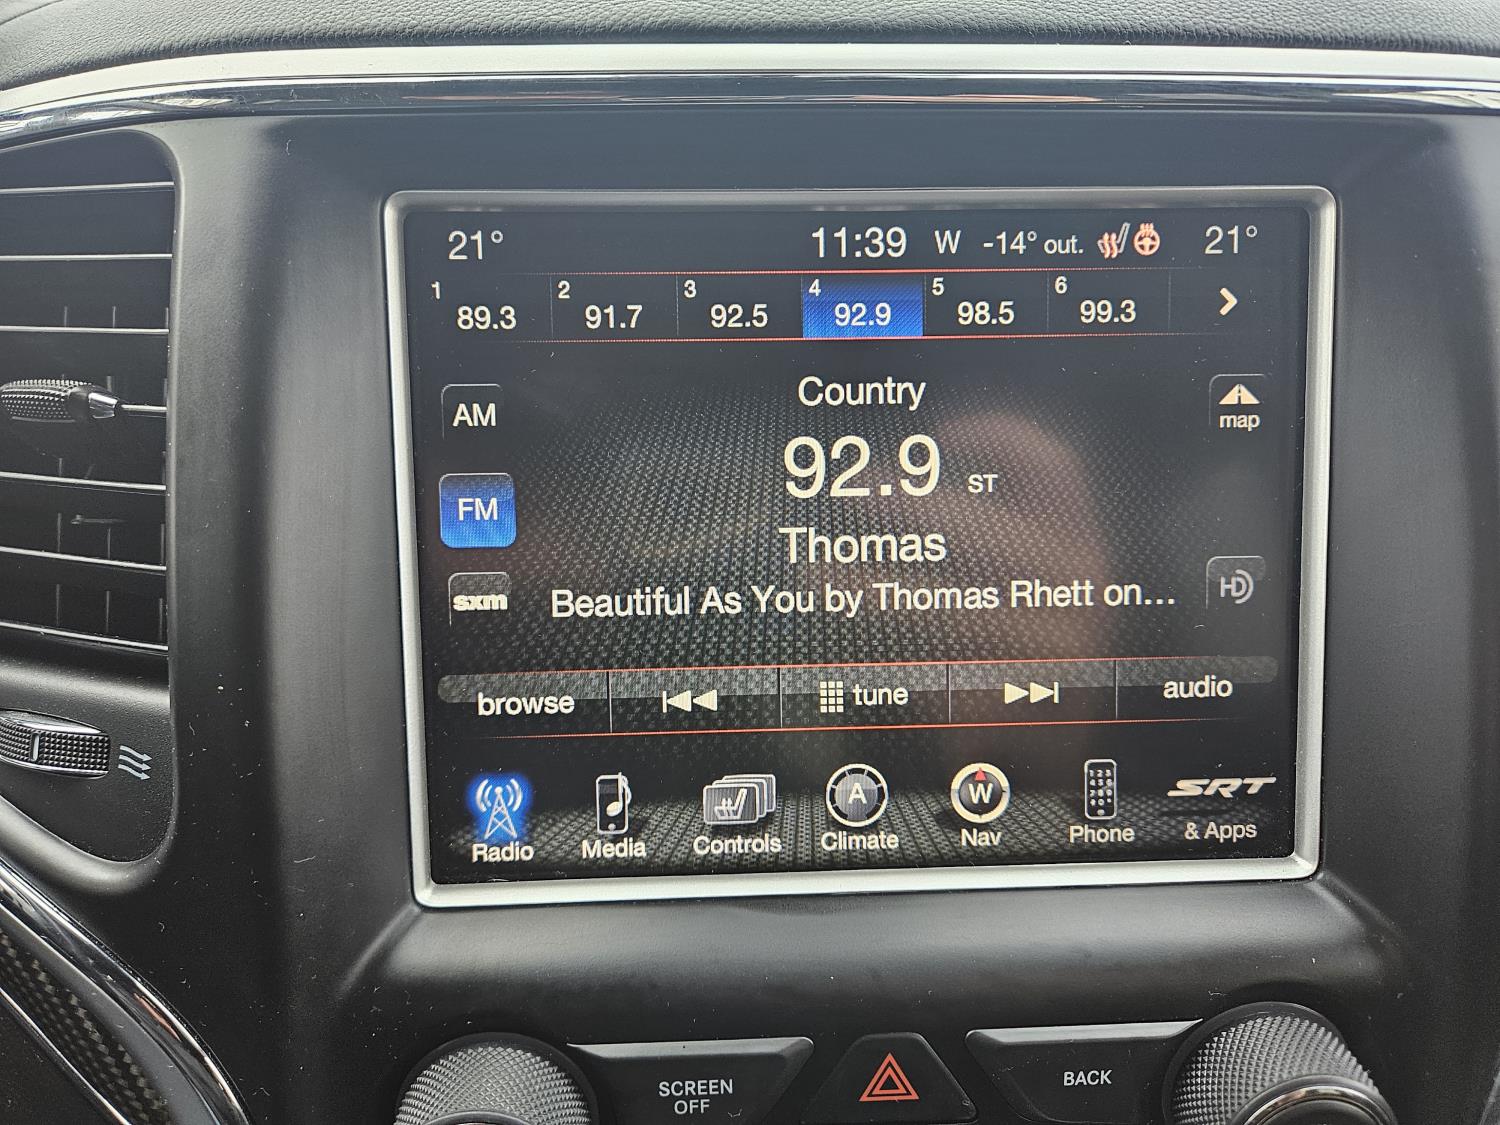 21° 11:39 W -14° out. 21°
1 89.3 2 91.7 3 92.5 4 92.9 5 98.5 6 99.3
Country
AM
map
92.9 ST
FM
Thomas
sxm
Beautiful As You by Thomas Rhett on...
HD
browse tune audio
A W
SRT
Radio Media Controls Climate Nav Phone & Apps
SCREEN
OFF
BACK